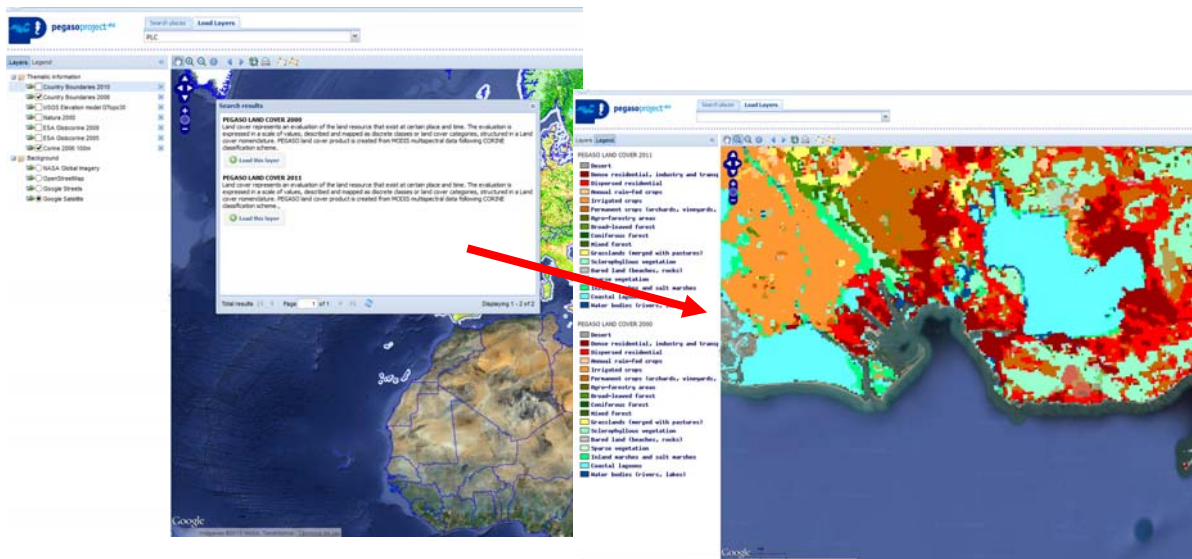 pegasoproject.eu
Search places
Load Layers
PLC
Layers
Legend
Thematic Information
Country Boundaries 2010
Country Boundaries 2006
USGS Elevation model GTopo30
Natura 2000
ESA Globcorine 2009
ESA Globcorine 2005
Corine 2006 100m
Background
NASA Global Imagery
OpenStreetMap
Google Streets
Google Satellite
Search results
PEGASO LAND COVER 2000
Land cover represents an evaluation of the land resource that exist at certain place and time. The evaluation is
expressed in a scale of values, described and mapped as discrete classes or land cover categories, structured in a Land
cover nomenclature. PEGASO land cover product is created from MODIS multispectral data following CORINE
classification scheme.
Load this layer
PEGASO LAND COVER 2011
Land cover represents an evaluation of the land resource that exist at certain place and time. The evaluation is
expressed in a scale of values, described and mapped as discrete classes or land cover categories, structured in a Land
cover nomenclature. PEGASO land cover product is created from MODIS multispectral data following CORINE
classification scheme.
Load this layer
Total results
Page 1 of 1
Displaying 1 - 2 of 2
Google
pegasoproject.eu
Search places
Load Layers
Layers
Legend
PEGASO LAND COVER 2011
Desert
Dense residential, industry and transp
Dispersed residential
Annual rain-fed crops
Irrigated crops
Permanent crops (orchards, vineyards,
Agro-forestry areas
Broad-leaved forest
Coniferous forest
Mixed forest
Grasslands (merged with pastures)
Sclerophyllous vegetation
Bared land (beaches, rocks)
Sparse vegetation
Inland marshes and salt marshes
Coastal lagoons
Water bodies (rivers,
PEGASO LAND COVER 2000
Desert
Dense residential, industry and transp
Dispersed residential
Annual rain-fed crops
Irrigated crops
Permanent crops (orchards, vineyards,
Agro-forestry areas
Broad-leaved forest
Coniferous forest
Mixed forest
Grasslands (merged with pastures)
Sclerophyllous vegetation
Bared land (beaches, rocks)
Sparse vegetation
Inland marshes and salt marshes
Coastal lagoons
Water bodies (rivers, lakes)
Google